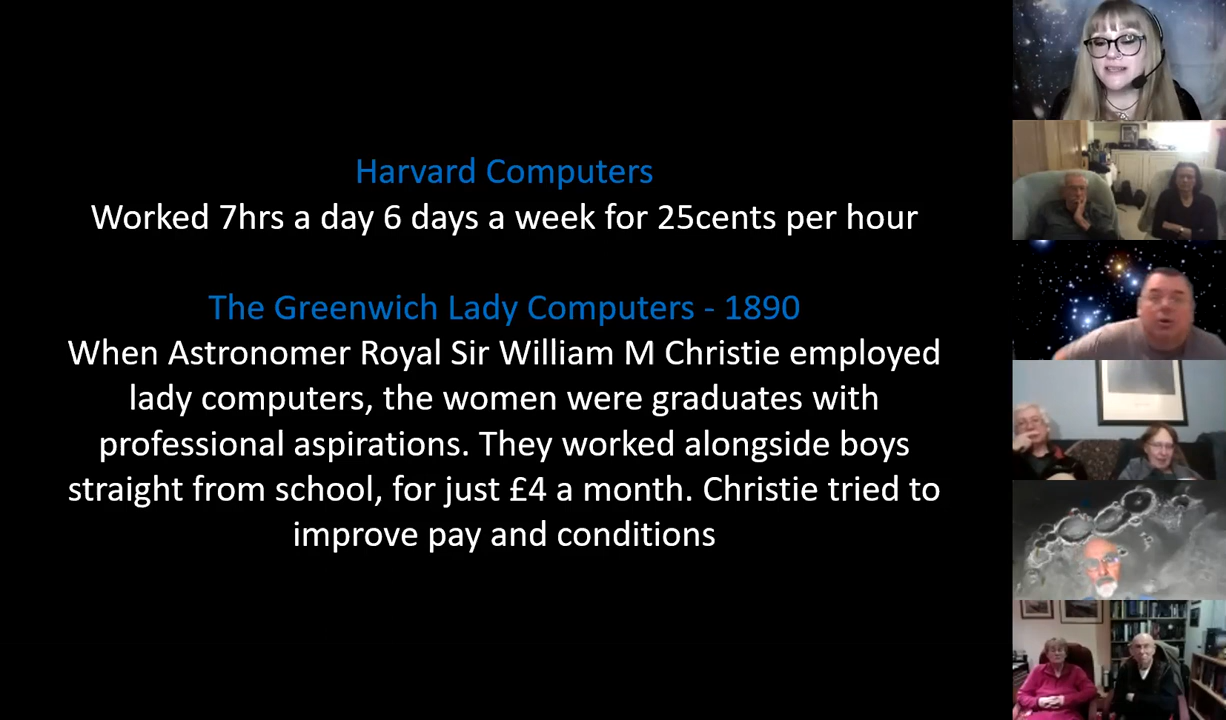 Harvard Computers
Worked 7hrs a day 6 days a week for 25cents per hour
The Greenwich Lady Computers - 1890
When Astronomer Royal Sir William M Christie employed
lady computers, the women were graduates with
professional aspirations. They worked alongside boys
straight from school, for just £4 a month. Christie tried to
improve pay and conditions